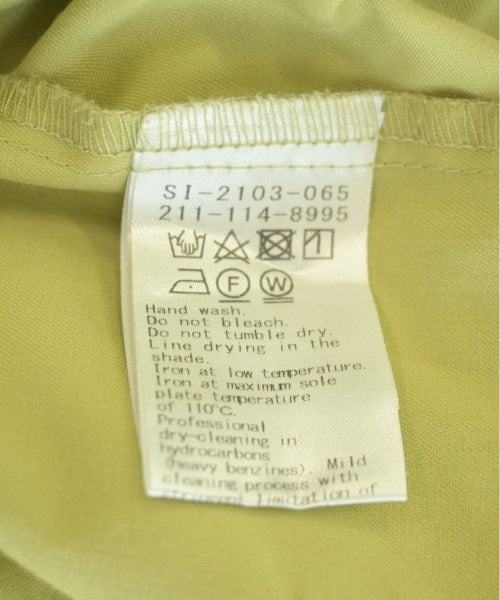 SI-2103-065
211-114-8995
F W
Hand wash.
Do not bleach.
Do not tumble dry.
Line drying in the
shade.
Iron at low temperature.
Iron at maximum sole
plate temperature
of 110℃.
Professional
dry-cleaning in
hydrocarbons
(heavy benzines). Mild
cleaning process with
limitation of